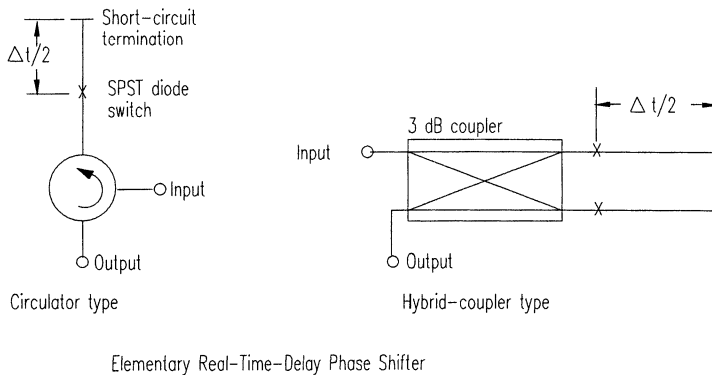 Short-circuit
termination
Δt/2
SPST diode
switch
Input
Output
Circulator type
3 dB coupler
Δ t/2
Input
Output
Hybrid-coupler type
Elementary Real-Time-Delay Phase Shifter